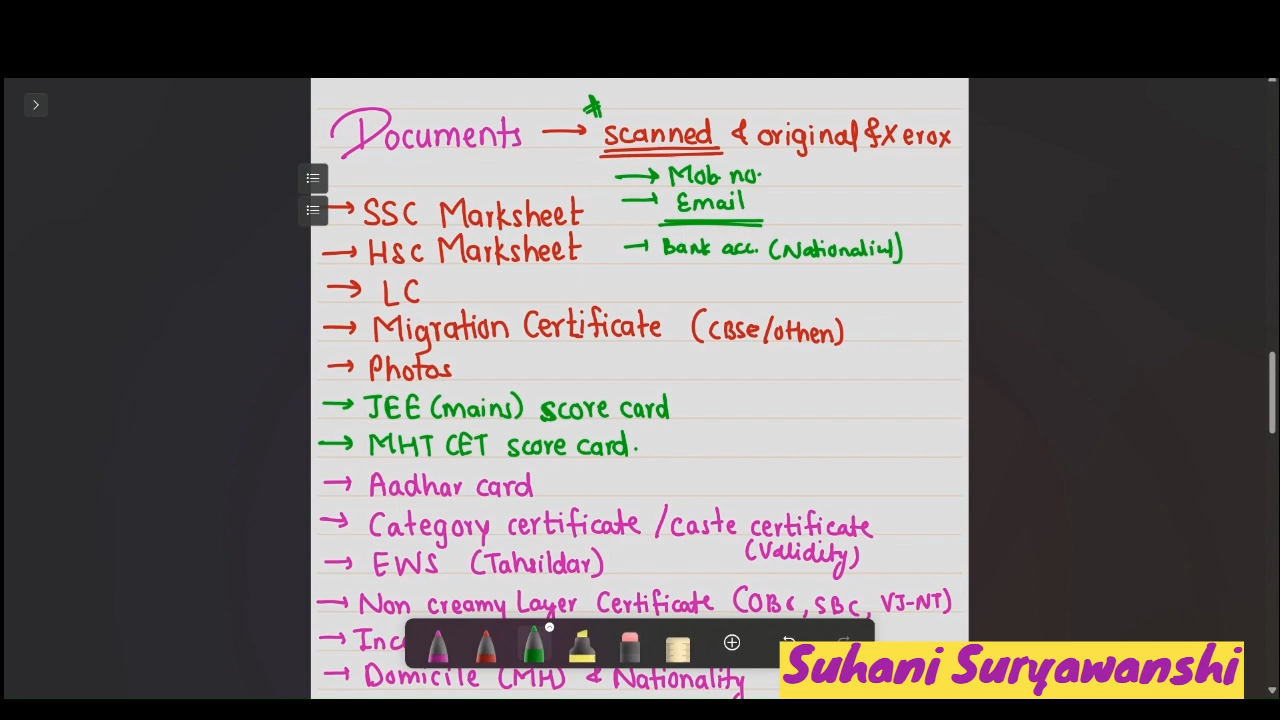 Documents → scanned & original & Xerox
→ Mob no.
→ Email
→ SSC Marksheet
→ HSC Marksheet
→ Bank acc.
→ LC
→ Migration Certificate (CBSE/other)
→ Photos
→ JEE (mains) score card
→ MHT CET score card.
→ Aadhar card
→ Category certificate / caste certificate
(Validity)
→ EWS (Tahsildar)
→ Non creamy Layer Certificate (OBC, SBC, VJ-NT)
→ Domicile (MH) & Nationality
Suhani Suryawanshi